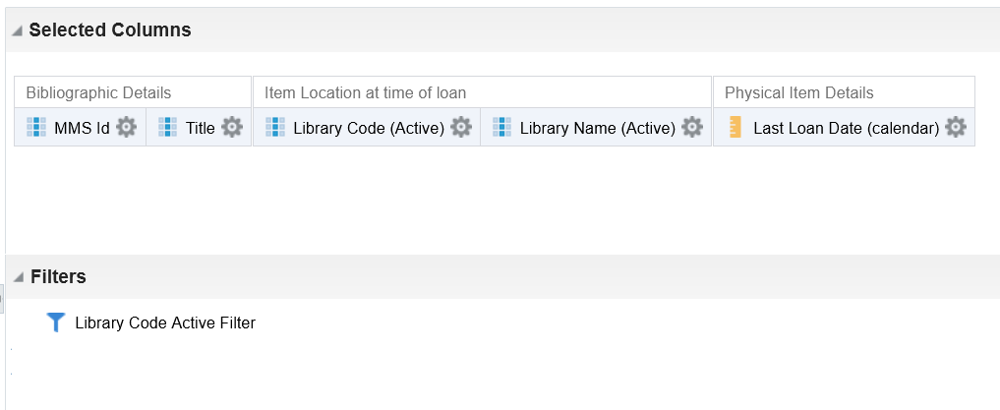 Selected Columns
Bibliographic Details Item Location at time of loan Physical Item Details
MMS Id Title Library Code (Active) Library Name (Active) Last Loan Date (calendar)
Filters
Library Code Active Filter